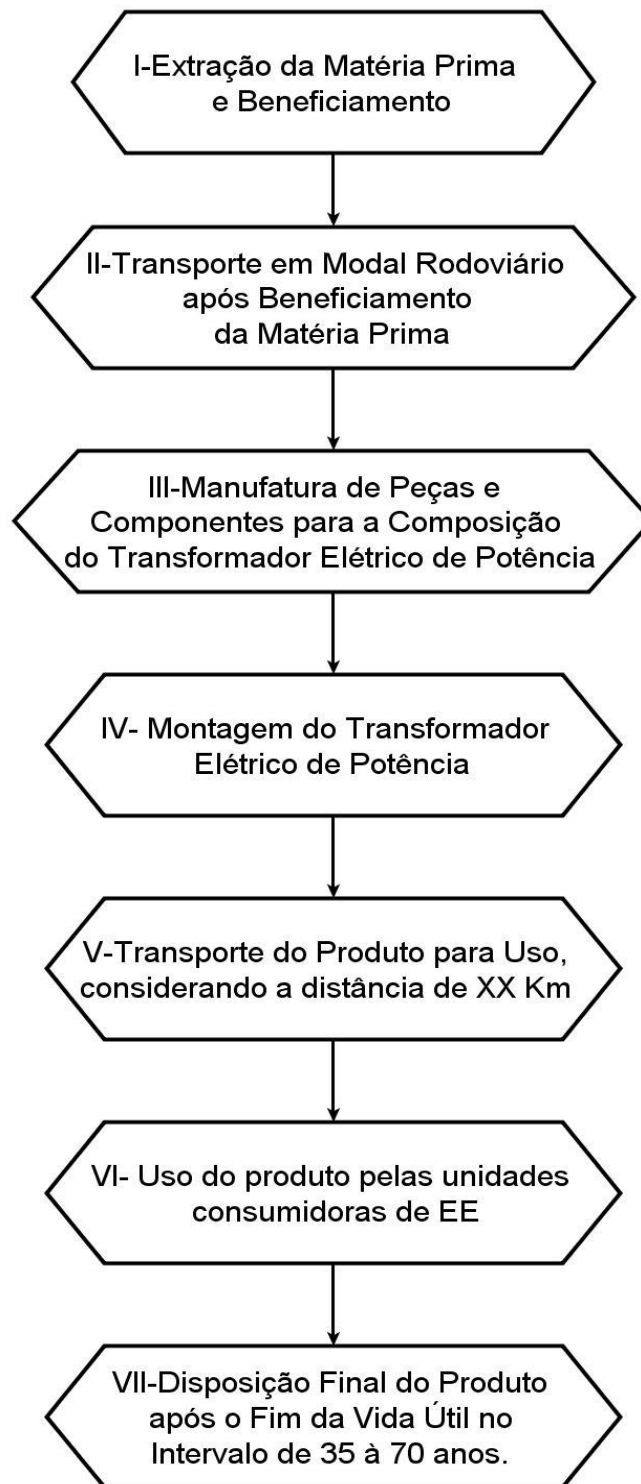 I-Extração da Matéria Prima
e Beneficiamento
II-Transporte em Modal Rodoviário
após Beneficiamento
da Matéria Prima
III-Manufatura de Peças e
Componentes para a Composição
do Transformador Elétrico de Potência
IV- Montagem do Transformador
Elétrico de Potência
V-Transporte do Produto para Uso,
considerando a distância de XX Km
VI- Uso do produto pelas unidades
consumidoras de EE
VII-Disposição Final do Produto
após o Fim da Vida Útil no
Intervalo de 35 à 70 anos.